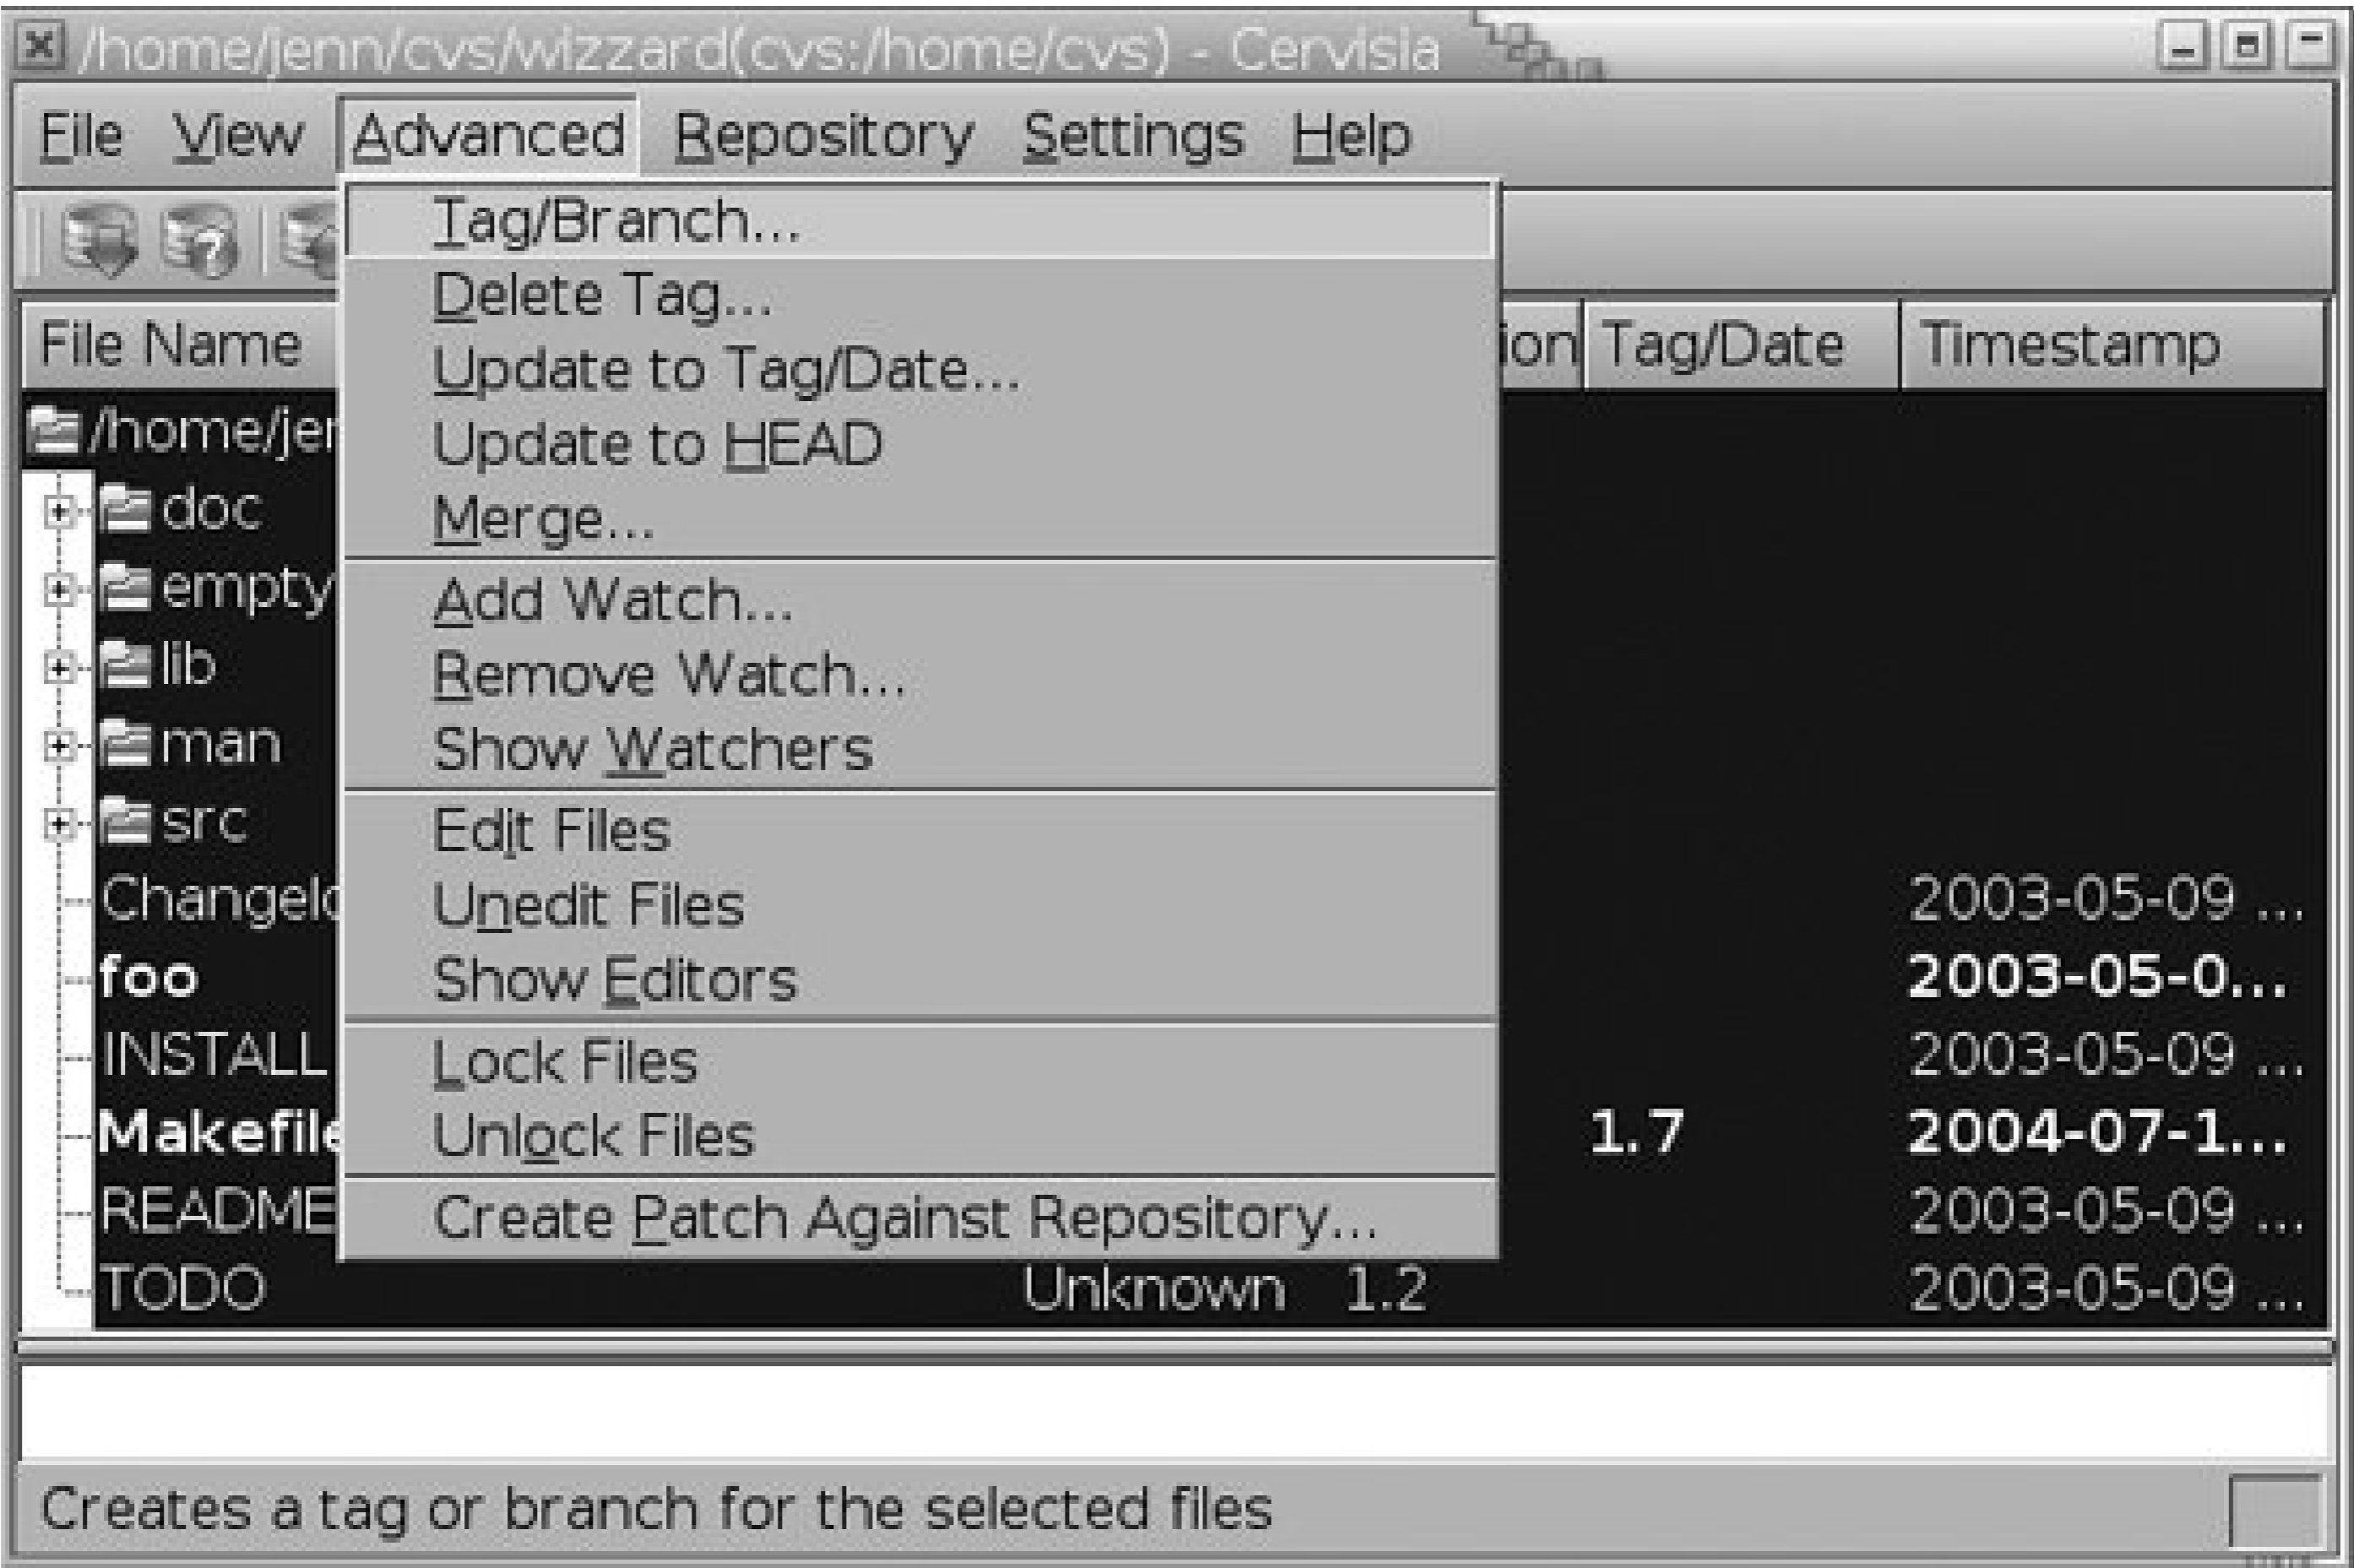 /home/jenn/cvs/wizzard(cvs:/home/cvs) - Cervisia
File View Advanced Repository Settings Help
Tag/Branch...
Delete Tag...
Update to Tag/Date...
Update to HEAD
Merge...
Add Watch...
Remove Watch...
Show Watchers
Edit Files
Unedit Files
Show Editors
Lock Files
Unlock Files
Create Patch Against Repository...
File Name ion Tag/Date Timestamp
/home/jen
doc
empty
lib
man
src
Changelo 2003-05-09 ...
foo 2003-05-0...
INSTALL 2003-05-09 ...
Makefile 1.7 2004-07-1...
README 2003-05-09 ...
TODO Unknown 1.2 2003-05-09 ...
Creates a tag or branch for the selected files